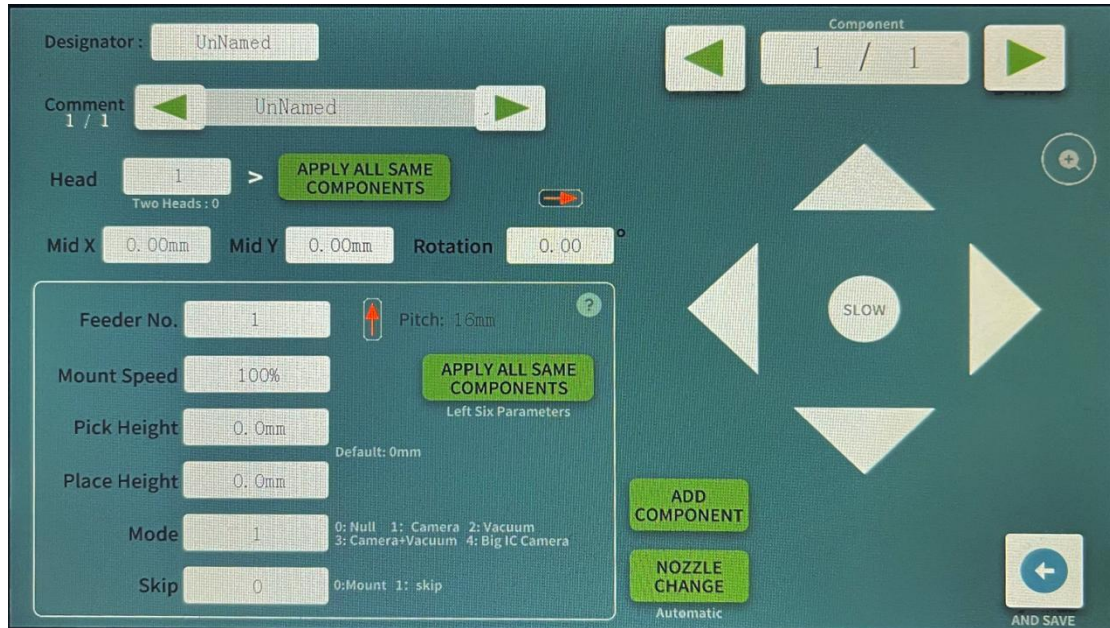 Designator : UnNamed
Component
1 / 1
Comment
1 / 1
UnNamed
Head 1 > APPLY ALL SAME COMPONENTS
Two Heads : 0
Mid X 0.00mm Mid Y 0.00mm Rotation 0.00 °
Feeder No. 1 Pitch: 16mm ?
SLOW
Mount Speed 100% APPLY ALL SAME COMPONENTS
Left Six Parameters
Pick Height 0.0mm
Default: 0mm
Place Height 0.0mm
ADD COMPONENT
Mode 1 0: Null 1: Camera 2: Vacuum
3: Camera+Vacuum 4: Big IC Camera
NOZZLE CHANGE
Automatic
Skip 0 0:Mount 1: skip
AND SAVE